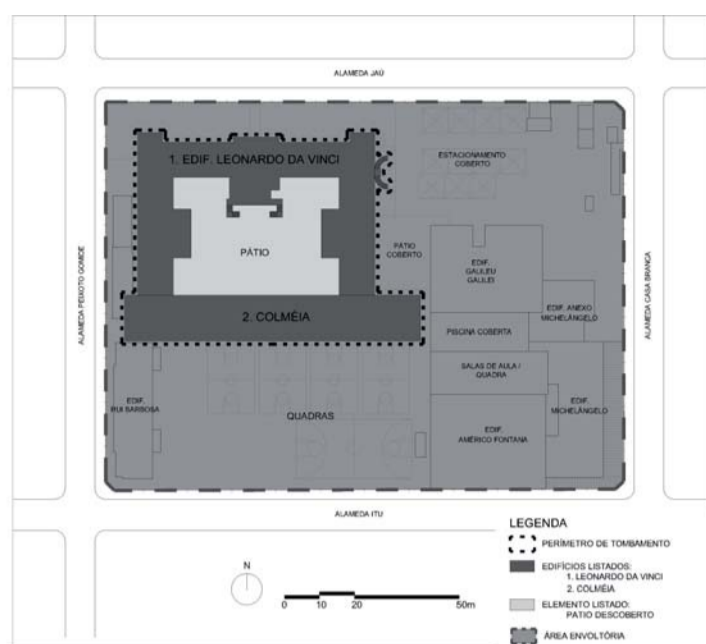 ALAMEDA JAÚ
1. EDIF. LEONARDO DA VINCI
ESTACIONAMENTO
COBERTO
ALAMEDA PEIXOTO GOMIDE
PÁTIO
PÁTIO
COBERTO
EDIF.
GALILEU
GALILEI
ALAMEDA CASA BRANCA
EDIF. ANEXO
MICHELÂNGELO
2. COLMÉIA
PISCINA COBERTA
SALAS DE AULA /
QUADRA
EDIF.
RUI BARBOSA
QUADRAS
EDIF.
AMÉRICO FONTANA
EDIF.
MICHELÂNGELO
ALAMEDA ITU
LEGENDA
PERÍMETRO DE TOMBAMENTO
EDIFÍCIOS LISTADOS:
1. LEONARDO DA VINCI
2. COLMÉIA
ELEMENTO LISTADO:
PATIO DESCOBERTO
ÁREA ENVOLTÓRIA
N
0 10 20 50m